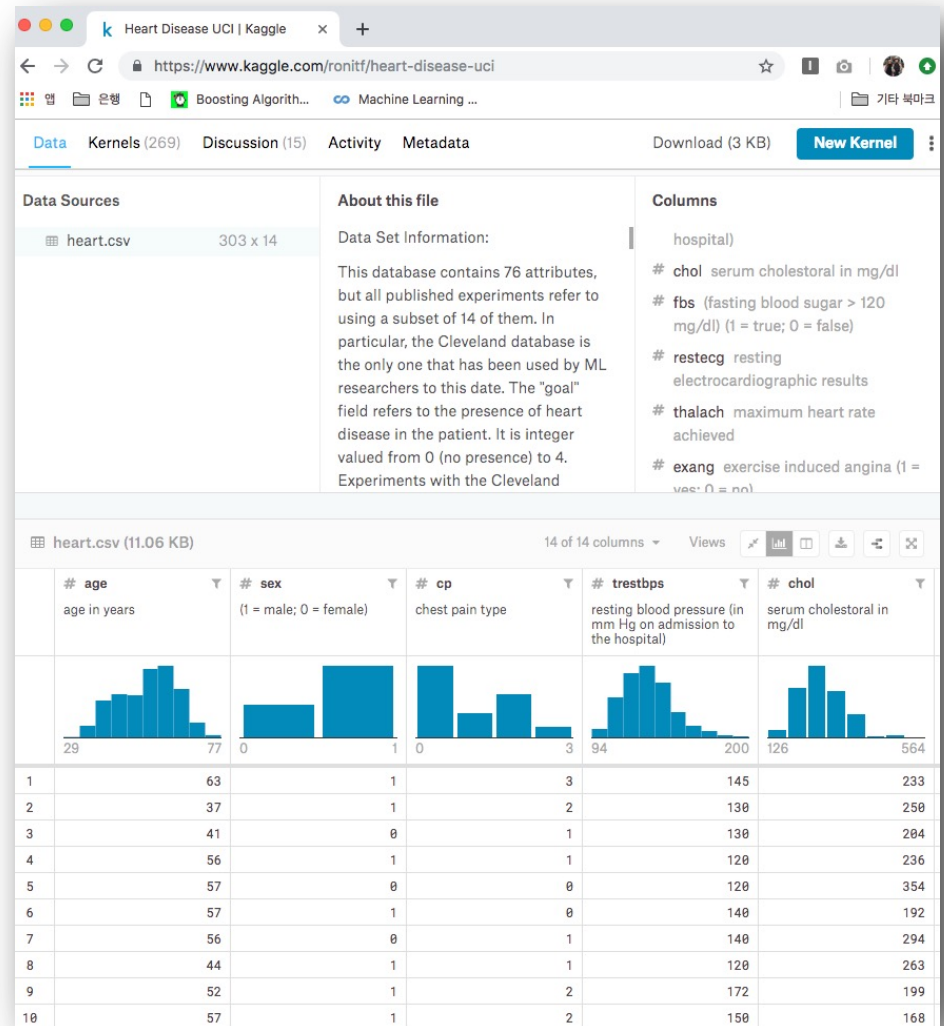 Heart Disease UCI | Kaggle
https://www.kaggle.com/ronitf/heart-disease-uci
앱 은행 Boosting Algorith... Machine Learning ... 기타 북마크
Data Kernels (269) Discussion (15) Activity Metadata Download (3 KB) New Kernel
Data Sources
heart.csv 303 x 14
About this file
Data Set Information:
This database contains 76 attributes,
but all published experiments refer to
using a subset of 14 of them. In
particular, the Cleveland database is
the only one that has been used by ML
researchers to this date. The "goal"
field refers to the presence of heart
disease in the patient. It is integer
valued from 0 (no presence) to 4.
Experiments with the Cleveland
Columns
hospital)
# chol serum cholestoral in mg/dl
# fbs (fasting blood sugar > 120
mg/dl) (1 = true; 0 = false)
# restecg resting
electrocardiographic results
# thalach maximum heart rate
achieved
# exang exercise induced angina (1 =
yes; 0 = no)
heart.csv (11.06 KB) 14 of 14 columns Views
# age # sex # cp # trestbps # chol
age in years (1 = male; 0 = female) chest pain type resting blood pressure (in serum cholestoral in
mm Hg on admission to mg/dl
the hospital)
29 77 0 1 0 3 94 200 126 564
1 63 1 3 145 233
2 37 1 2 130 250
3 41 0 1 130 204
4 56 1 1 120 236
5 57 0 0 120 354
6 57 1 0 140 192
7 56 0 1 140 294
8 44 1 1 120 263
9 52 1 2 172 199
10 57 1 2 150 168